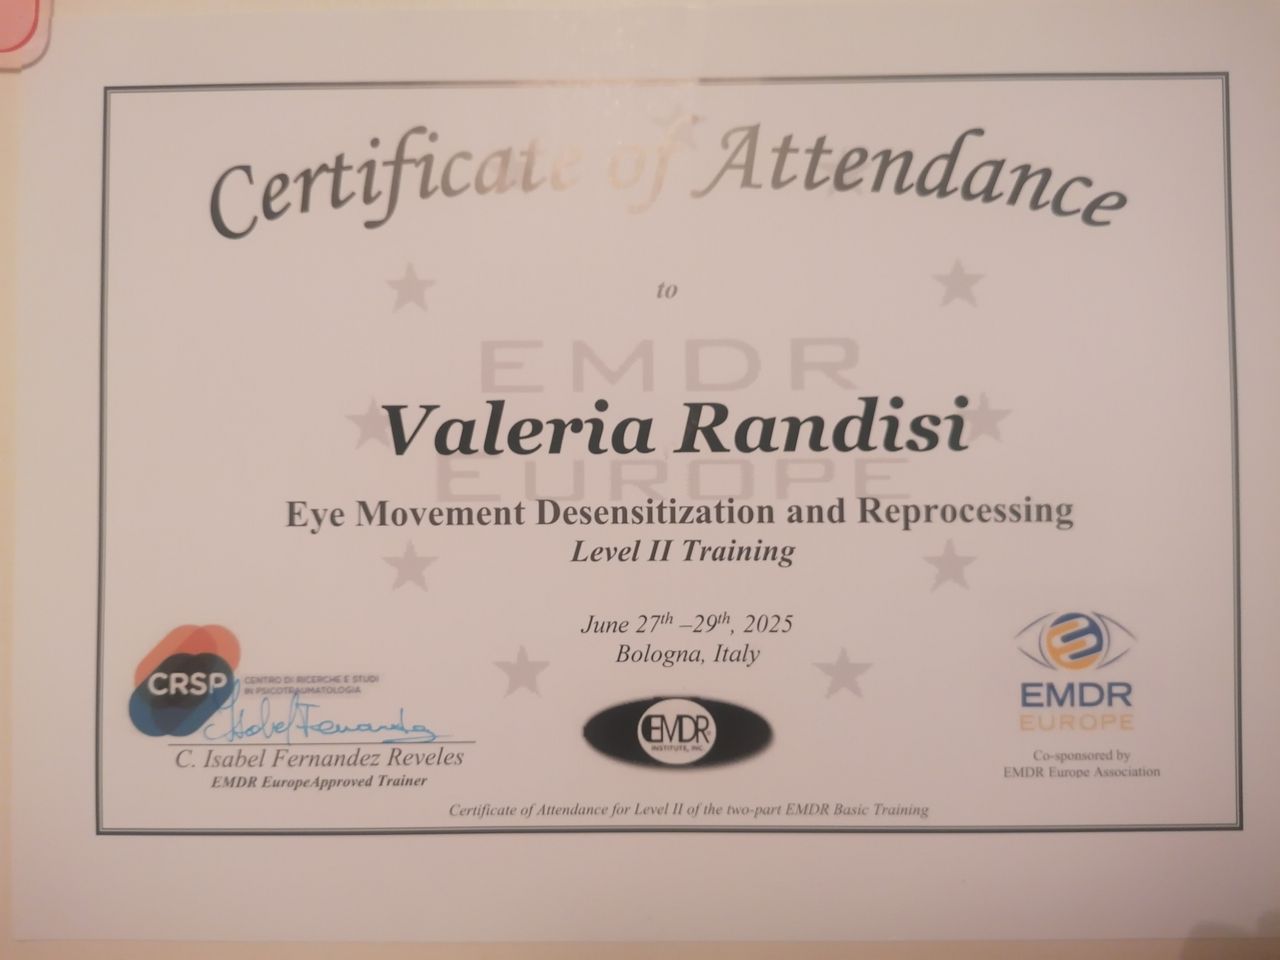 Certificate of Attendance
to
EMDR
Valeria Randisi
EUROPE
Eye Movement Desensitization and Reprocessing
Level II Training
June 27th –29th, 2025
Bologna, Italy
CRSP
CENTRO DI RICERCHE E STUDI
IN PSICOTRAUMATOLOGIA
Isabel Fernandez
C. Isabel Fernandez Reveles
EMDR EuropeApproved Trainer
EMDR
INSTITUTE, INC.
EMDR
EUROPE
Co-sponsored by
EMDR Europe Association
Certificate of Attendance for Level II of the two-part EMDR Basic Training